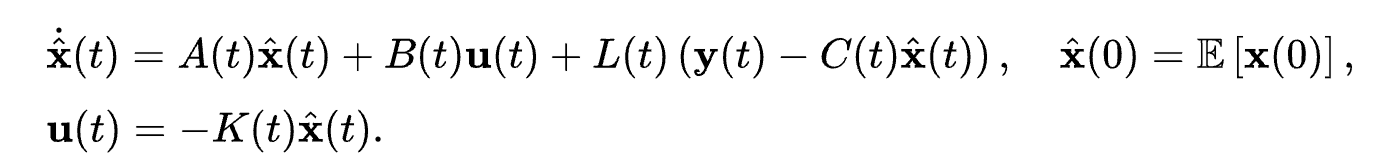 $\dot{\hat{\mathbf{x}}}(t) = A(t)\hat{\mathbf{x}}(t) + B(t)\mathbf{u}(t) + L(t)\left(\mathbf{y}(t) - C(t)\hat{\mathbf{x}}(t)\right), \quad \hat{\mathbf{x}}(0) = \mathbb{E}\left[\mathbf{x}(0)\right],$
$\mathbf{u}(t) = -K(t)\hat{\mathbf{x}}(t).$